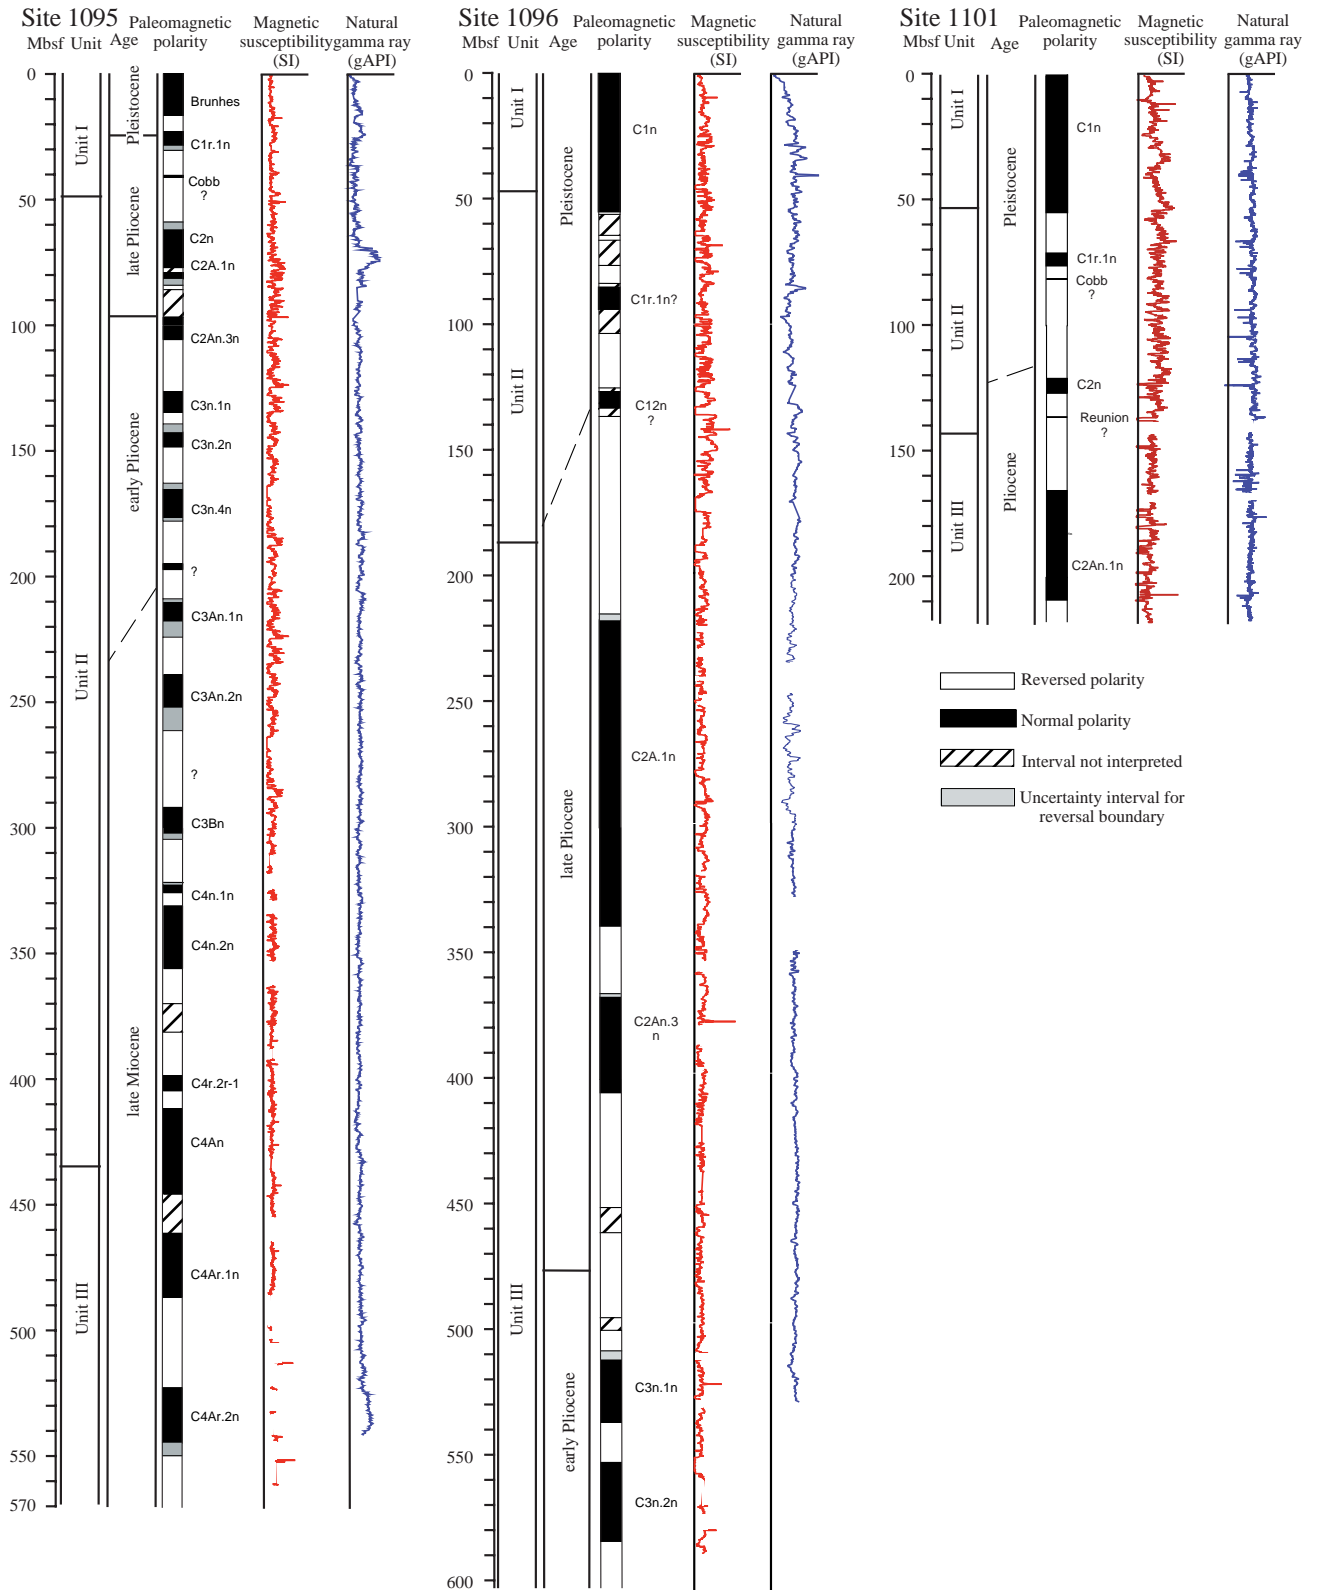 Site 1095
Mbsf
Unit
Age
Paleomagnetic
polarity
Magnetic
susceptibility
(SI)
Natural
gamma ray
(gAPI)
0
50
100
150
200
250
300
350
400
450
500
550
570
Unit I
Unit II
Unit III
Pleistocene
late Pliocene
early Pliocene
late Miocene
Brunhes
C1r.1n
Cobb
?
C2n
C2A.1n
C2An.3n
C3n.1n
C3n.2n
C3n.4n
?
C3An.1n
C3An.2n
?
C3Bn
C4n.1n
C4n.2n
C4r.2r-1
C4An
C4Ar.1n
C4Ar.2n
Site 1096
Mbsf
Unit
Age
Paleomagnetic
polarity
Magnetic
susceptibility
(SI)
Natural
gamma ray
(gAPI)
0
50
100
150
200
250
300
350
400
450
500
550
600
Unit I
Unit II
Unit III
Pleistocene
late Pliocene
early Pliocene
C1n
C1r.1n?
C12n
?
C2A.1n
C2An.3
n
C3n.1n
C3n.2n
Site 1101
Mbsf
Unit
Age
Paleomagnetic
polarity
Magnetic
susceptibility
(SI)
Natural
gamma ray
(gAPI)
0
50
100
150
200
Unit I
Unit II
Unit III
Pleistocene
Pliocene
C1n
C1r.1n
Cobb
?
C2n
Reunion
?
C2An.1n
Reversed polarity
Normal polarity
Interval not interpreted
Uncertainty interval for
reversal boundary